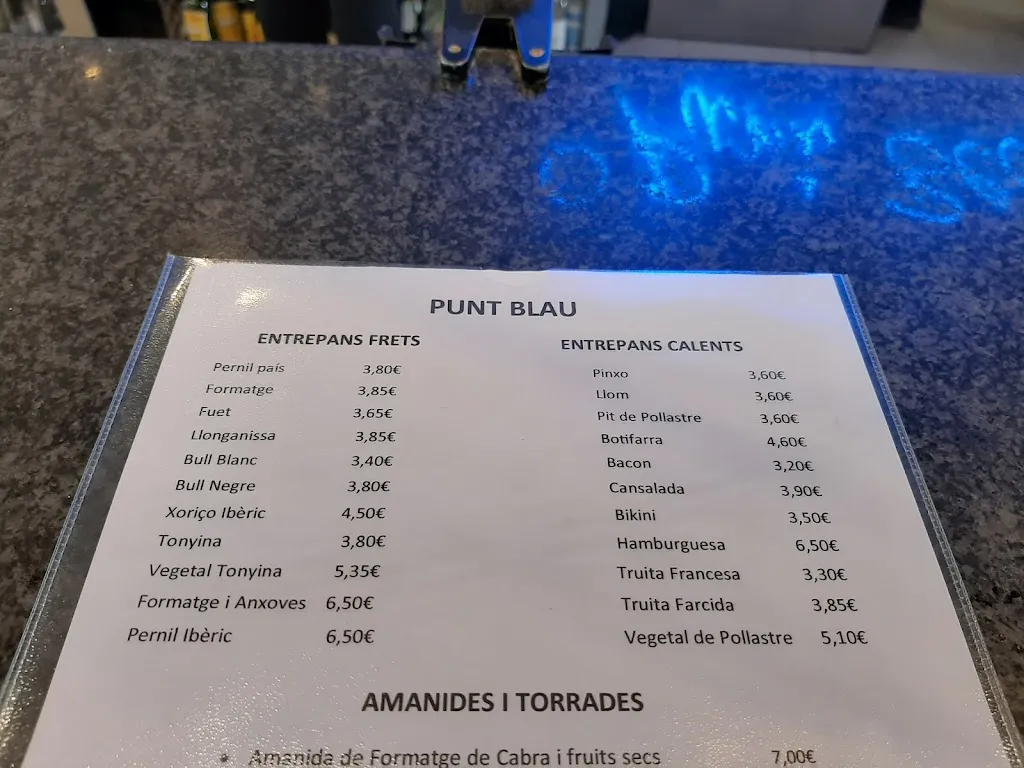 PUNT BLAU
ENTREPANS FRETS
Pernil país 3,80€
Formatge 3,85€
Fuet 3,65€
Llonganissa 3,85€
Bull Blanc 3,40€
Bull Negre 3,80€
Xoriço Ibèric 4,50€
Tonyina 3,80€
Vegetal Tonyina 5,35€
Formatge i Anxoves 6,50€
Pernil Ibèric 6,50€
ENTREPANS CALENTS
Pinxo 3,60€
Llom 3,60€
Pit de Pollastre 3,60€
Botifarra 4,60€
Bacon 3,20€
Cansalada 3,90€
Bikini 3,50€
Hamburguesa 6,50€
Truita Francesa 3,30€
Truita Farcida 3,85€
Vegetal de Pollastre 5,10€
AMANIDES I TORRADES
• Amanida de Formatge de Cabra i fruits secs 7,00€